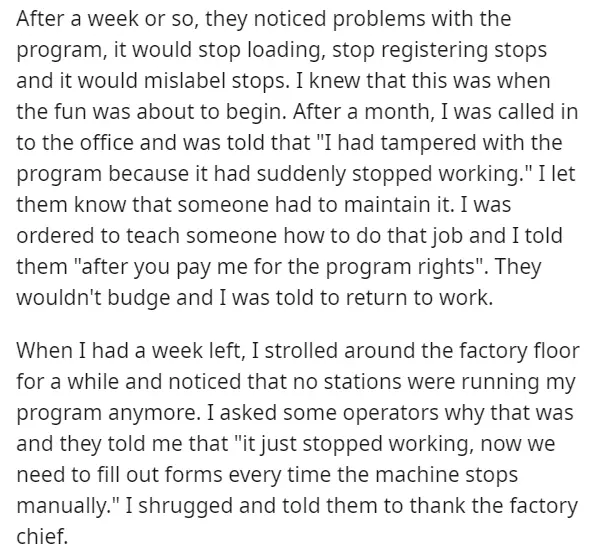 After a week or so, they noticed problems with the
program, it would stop loading, stop registering stops
and it would mislabel stops. I knew that this was when
the fun was about to begin. After a month, I was called in
to the office and was told that "I had tampered with the
program because it had suddenly stopped working." I let
them know that someone had to maintain it. I was
ordered to teach someone how to do that job and I told
them "after you pay me for the program rights". They
wouldn't budge and I was told to return to work.
When I had a week left, I strolled around the factory floor
for a while and noticed that no stations were running my
program anymore. I asked some operators why that was
and they told me that "it just stopped working, now we
need to fill out forms every time the machine stops
manually." I shrugged and told them to thank the factory
chief.